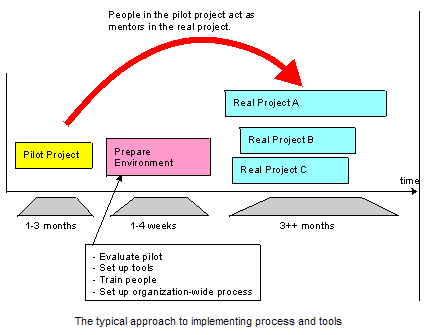 People in the pilot project act as
mentors in the real project.
Real Project A
Pilot Project
Prepare
Environment
Real Project B
Real Project C
time
1-3 months
1-4 weeks
3++ months
- Evaluate pilot
- Set up tools
- Train people
- Set up organization-wide process
The typical approach to implementing process and tools